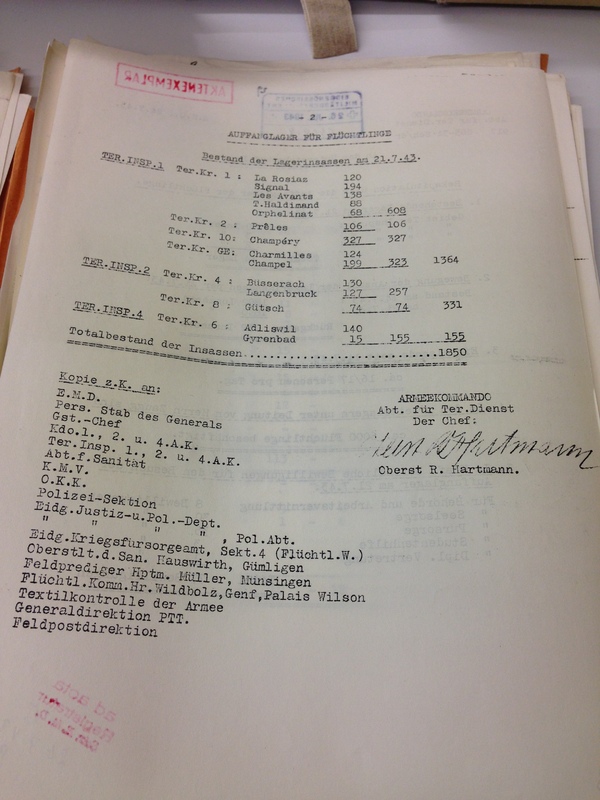 AKTENEXEMPLAR
2
AUFFANGLAGER FÜR FLÜCHTLINGE
Bestand der Lagerinsassen am 21.7.43.
TER.INSP.1 Ter.Kr. 1 : La Rosiaz 120
Signal 194
Les Avants 138
T.Haldimand 88
Orphelinat 68 608
Ter.Kr. 2 : Prêles 106 106
Ter.Kr. 10: Champéry 327 327
Ter.Kr. GE: Charmilles 124
Champel 199 323 1364
TER.INSP.2 Ter.Kr. 4 : Büsserach 130
Langenbruck 127 257
Ter.Kr. 8 : Gütsch 74 74 331
TER.INSP.4 Ter.Kr. 6 : Adliswil 140
Gyrenbad 15 155 155
Totalbestand der Insassen........................1850
Kopie z.K. an:
E.M.D.
Pers. Stab des Generals
Gst.-Chef
Kdo.1., 2. u. 4.A.K.
Ter.Insp. 1., 2. u. 4.A.K.
Abt.f.Sanität
K.M.V.
O.K.K.
Polizei-Sektion
Eidg.Justiz-u.Pol.-Dept.
" " " , Pol.Abt.
Eidg.Kriegsfürsorgeamt, Sekt.4 (Flüchtl.W.)
Oberstlt.d.San. Hauswirth, Gümligen
Feldprediger Hptm. Müller, Münsingen
Flüchtl.Komm.Hr.Wildbolz,Genf,Palais Wilson
Textilkontrolle der Armee
Generaldirektion PTT.
Feldpostdirektion
ARMEEKOMMANDO
Abt. für Ter.Dienst
Der Chef:
Hartmann
Oberst R. Hartmann.
ad acta
Registratur